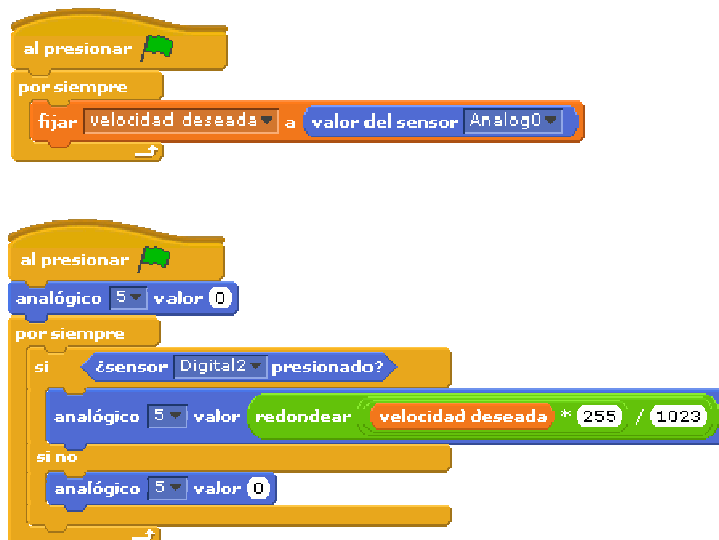 al presionar
por siempre
fijar velocidad deseada a valor del sensor Analog0
al presionar
analógico 5 valor 0
por siempre
si ¿sensor Digital2 presionado?
analógico 5 valor redondear velocidad deseada * 255 / 1023
si no
analógico 5 valor 0